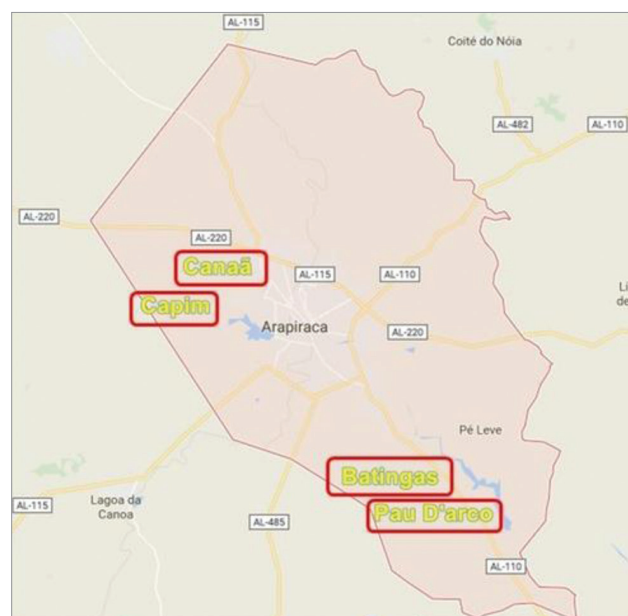 AL-115
Coité do Nóia
AL-482
AL-110
AL-220
AL-220
Canaã
AL-115
AL-110
Capim
Arapiraca
AL-220
Pé Leve
Batingas
Lagoa da
Canoa
AL-115
Pau D'arco
AL-485
AL-110